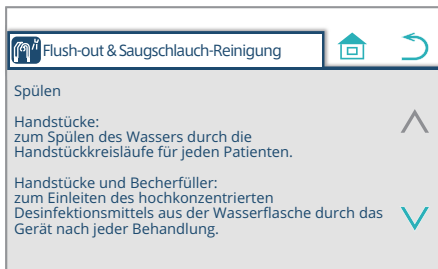 Flush-out & Saugschlauch-Reinigung
Spülen
Handstücke:
zum Spülen des Wassers durch die
Handstückkreisläufe für jeden Patienten.
Handstücke und Becherfüller:
zum Einleiten des hochkonzentrierten
Desinfektionsmittels aus der Wasserflasche durch das
Gerät nach jeder Behandlung.